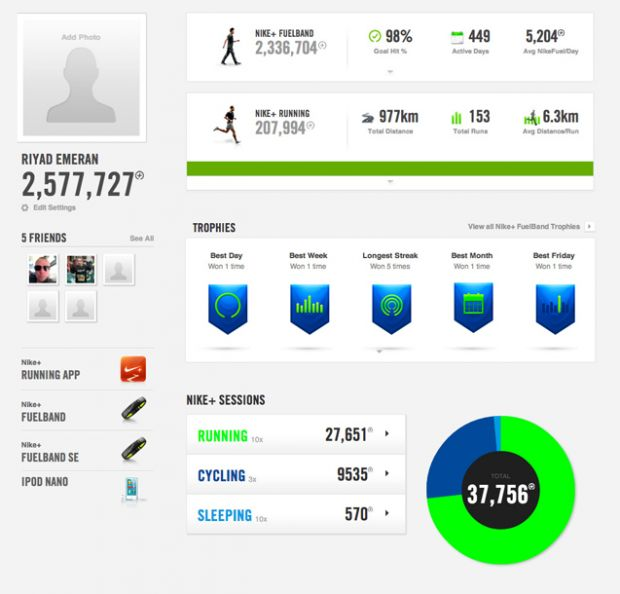 Add Photo
RIYAD EMERAN
2,577,727
Edit Settings
5 FRIENDS See All
Nike+
RUNNING APP
Nike+
FUELBAND
Nike+
FUELBAND SE
IPOD NANO
NIKE+ FUELBAND
2,336,704
98%
Goal Hit %
449
Active Days
5,204
Avg NikeFuel/Day
NIKE+ RUNNING
207,994
977km
Total Distance
153
Total Runs
6.3km
Avg Distance/Run
TROPHIES View all Nike+ FuelBand Trophies
Best Day
Won 1 time
Best Week
Won 1 time
Longest Streak
Won 5 times
Best Month
Won 1 time
Best Friday
Won 1 time
NIKE+ SESSIONS
RUNNING 10x 27,651
CYCLING 3x 9535
SLEEPING 10x 570
TOTAL
37,756